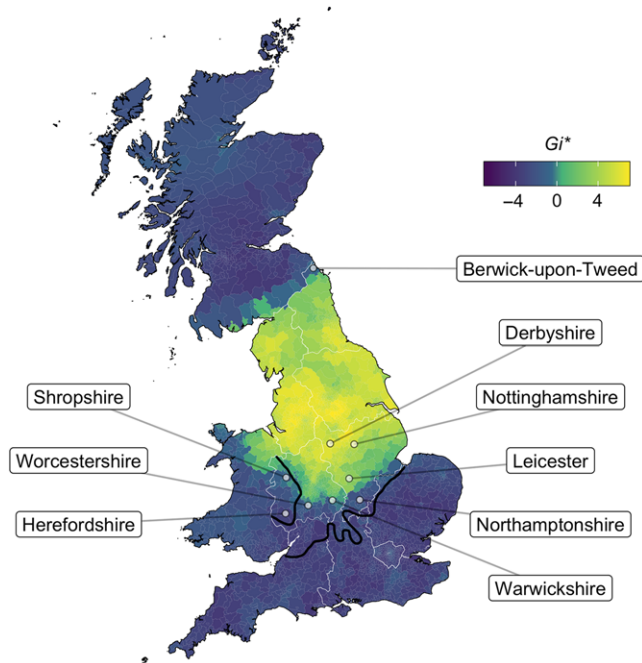 Gi*
−4 0 4
Berwick-upon-Tweed
Derbyshire
Shropshire
Nottinghamshire
Worcestershire
Leicester
Herefordshire
Northamptonshire
Warwickshire